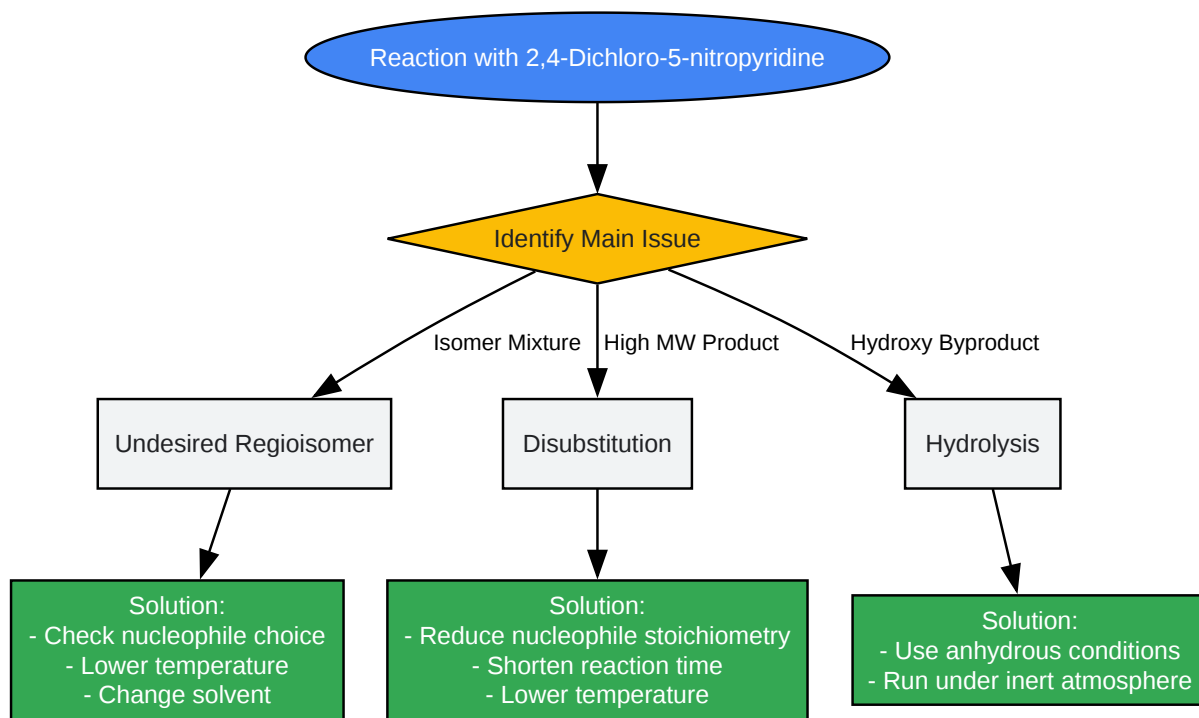 Reaction with 2,4-Dichloro-5-nitropyridine
Identify Main Issue
Isomer Mixture
High MW Product
Hydroxy Byproduct
Undesired Regioisomer
Disubstitution
Hydrolysis
Solution:
- Check nucleophile choice
- Lower temperature
- Change solvent
Solution:
- Reduce nucleophile stoichiometry
- Shorten reaction time
- Lower temperature
Solution:
- Use anhydrous conditions
- Run under inert atmosphere